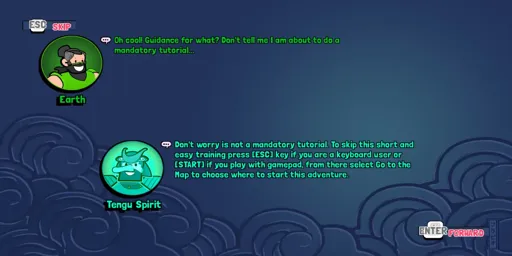 ESC SKIP
Oh cool! Guidance for what? Don't tell me I am about to do a
mandatory tutorial...
Earth
Don't worry is not a mandatory tutorial. To skip this short and
easy training press (ESC) key if you are a keyboard user or
(START) if you play with gamepad, from there select Go to the
Map to choose where to start this adventure.
Tengu Spirit
ENTER FORWARD